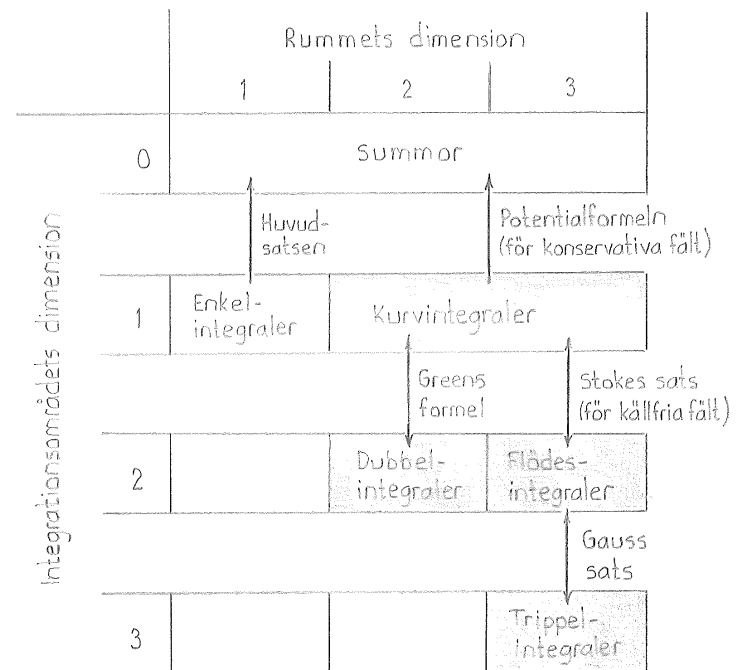 Rummets dimension
1 2 3
0 Summor
Huvud-
satsen
Potentialformeln
(för konservativa fält)
Integrationsområdets dimension
1
Enkel-
integraler
Kurvintegraler
Greens
formel
Stokes sats
(för källfria fält)
2
Dubbel-
integraler
Flödes-
integraler
Gauss
sats
3
Trippel-
integraler